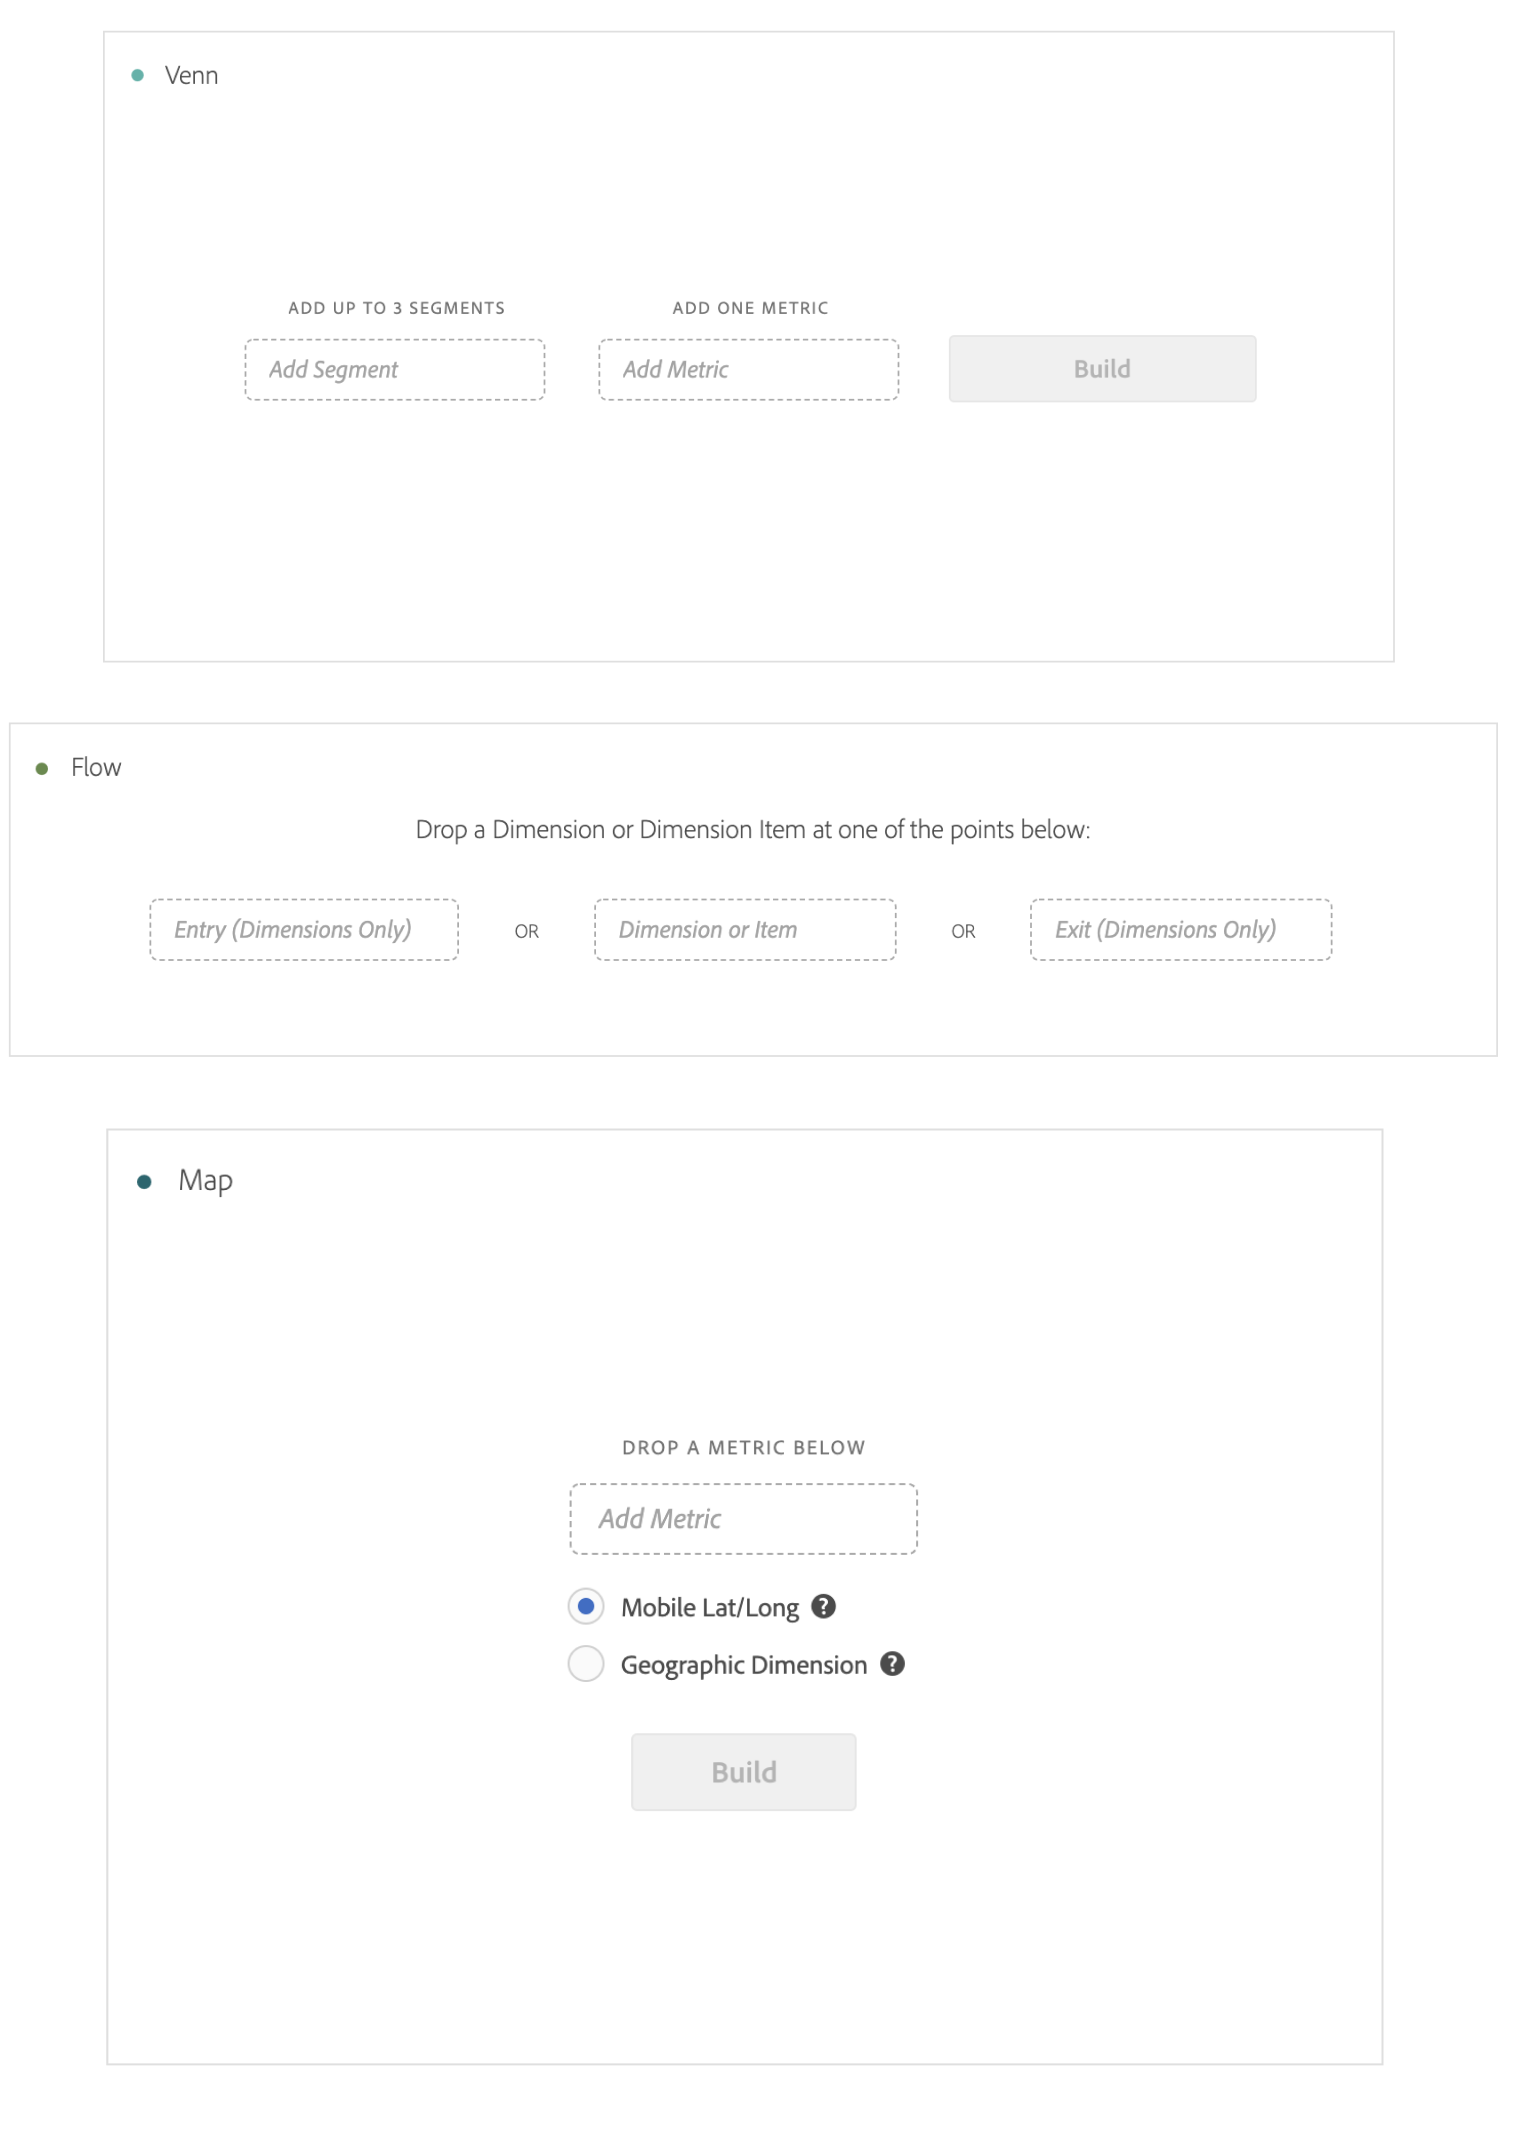 Venn
ADD UP TO 3 SEGMENTS
ADD ONE METRIC
Add Segment
Add Metric
Build
Flow
Drop a Dimension or Dimension Item at one of the points below:
Entry (Dimensions Only)
OR
Dimension or Item
OR
Exit (Dimensions Only)
Map
DROP A METRIC BELOW
Add Metric
Mobile Lat/Long ?
Geographic Dimension ?
Build